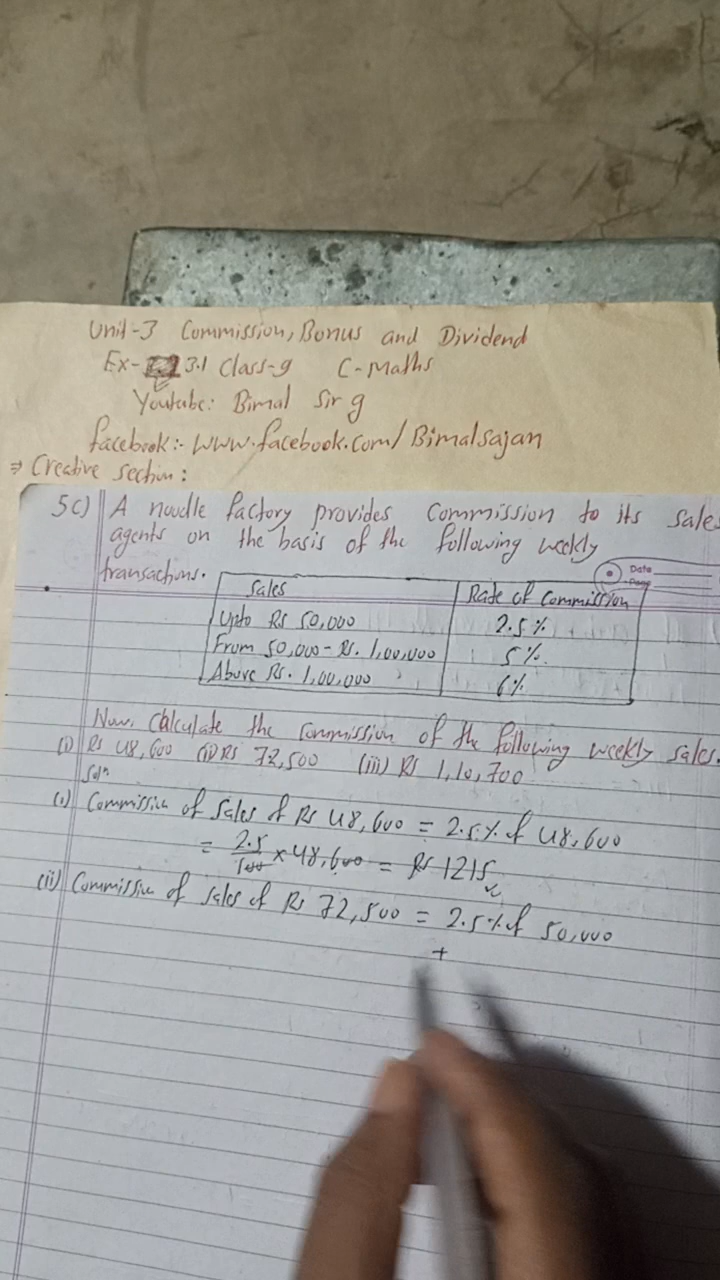 Unit-3 Commission, Bonus and Dividend
Ex- 3.1 Class-9 C-Maths
Youtube: Bimal Sir g
facebook:- www.facebook.com/Bimalsajan
⇒ Creative section:
5c) A noodle factory provides commission to its sales
agents on the basis of the following weekly
transactions.
Date
Page
Sales Rate of Commission
Upto Rs 50,000 2.5%
From 50,000 - Rs. 1,00,000 5%.
Above Rs. 1,00,000 6%
Now, Calculate the Commission of the following weekly sales.
(i) Rs 48,600 (ii) Rs 72,500 (iii) Rs 1,10,700
Solⁿ
(i) Commission of sales of Rs 48,600 = 2.5% of 48,600
= 2.5/100 × 48,600 = Rs 1215
(ii) Commission of sales of Rs 72,500 = 2.5% of 50,000
+